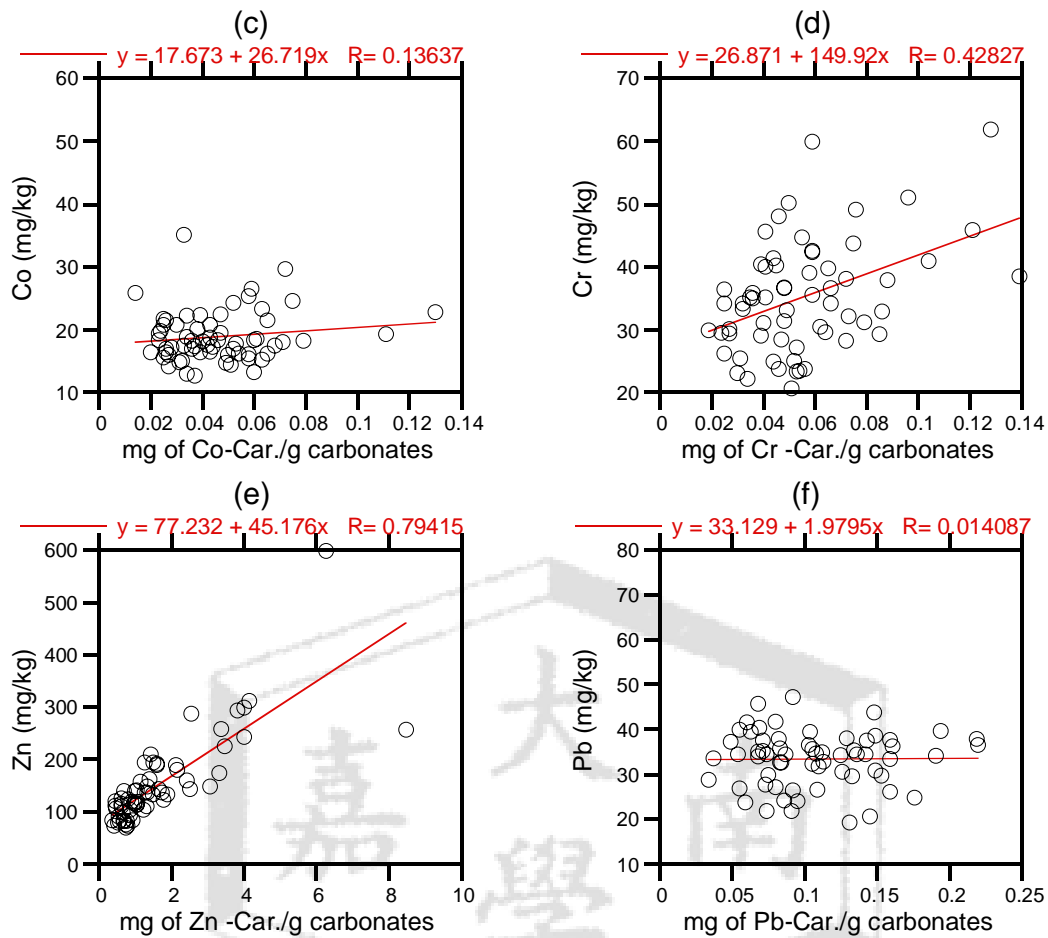 (c)
y = 17.673 + 26.719x R= 0.13637
60
50
40
30
20
10
Co (mg/kg)
0 0.02 0.04 0.06 0.08 0.1 0.12 0.14
mg of Co-Car./g carbonates
(d)
y = 26.871 + 149.92x R= 0.42827
70
60
50
40
30
20
Cr (mg/kg)
0 0.02 0.04 0.06 0.08 0.1 0.12 0.14
mg of Cr -Car./g carbonates
(e)
y = 77.232 + 45.176x R= 0.79415
600
500
400
300
200
100
0
Zn (mg/kg)
0 2 4 6 8 10
mg of Zn -Car./g carbonates
(f)
y = 33.129 + 1.9795x R= 0.014087
80
70
60
50
40
30
20
10
Pb (mg/kg)
0 0.05 0.1 0.15 0.2 0.25
mg of Pb-Car./g carbonates
嘉
大學
南